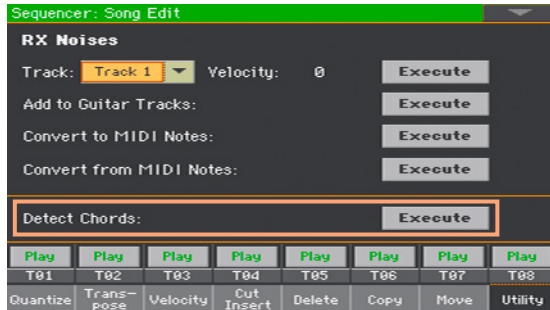 Sequencer: Song Edit
RX Noises
Track: Track 1 Velocity: 0 Execute
Add to Guitar Tracks: Execute
Convert to MIDI Notes: Execute
Convert from MIDI Notes: Execute
Detect Chords: Execute
Play Play Play Play Play Play Play Play
T01 T02 T03 T04 T05 T06 T07 T08
Quantize Trans-pose Velocity Cut Insert Delete Copy Move Utility